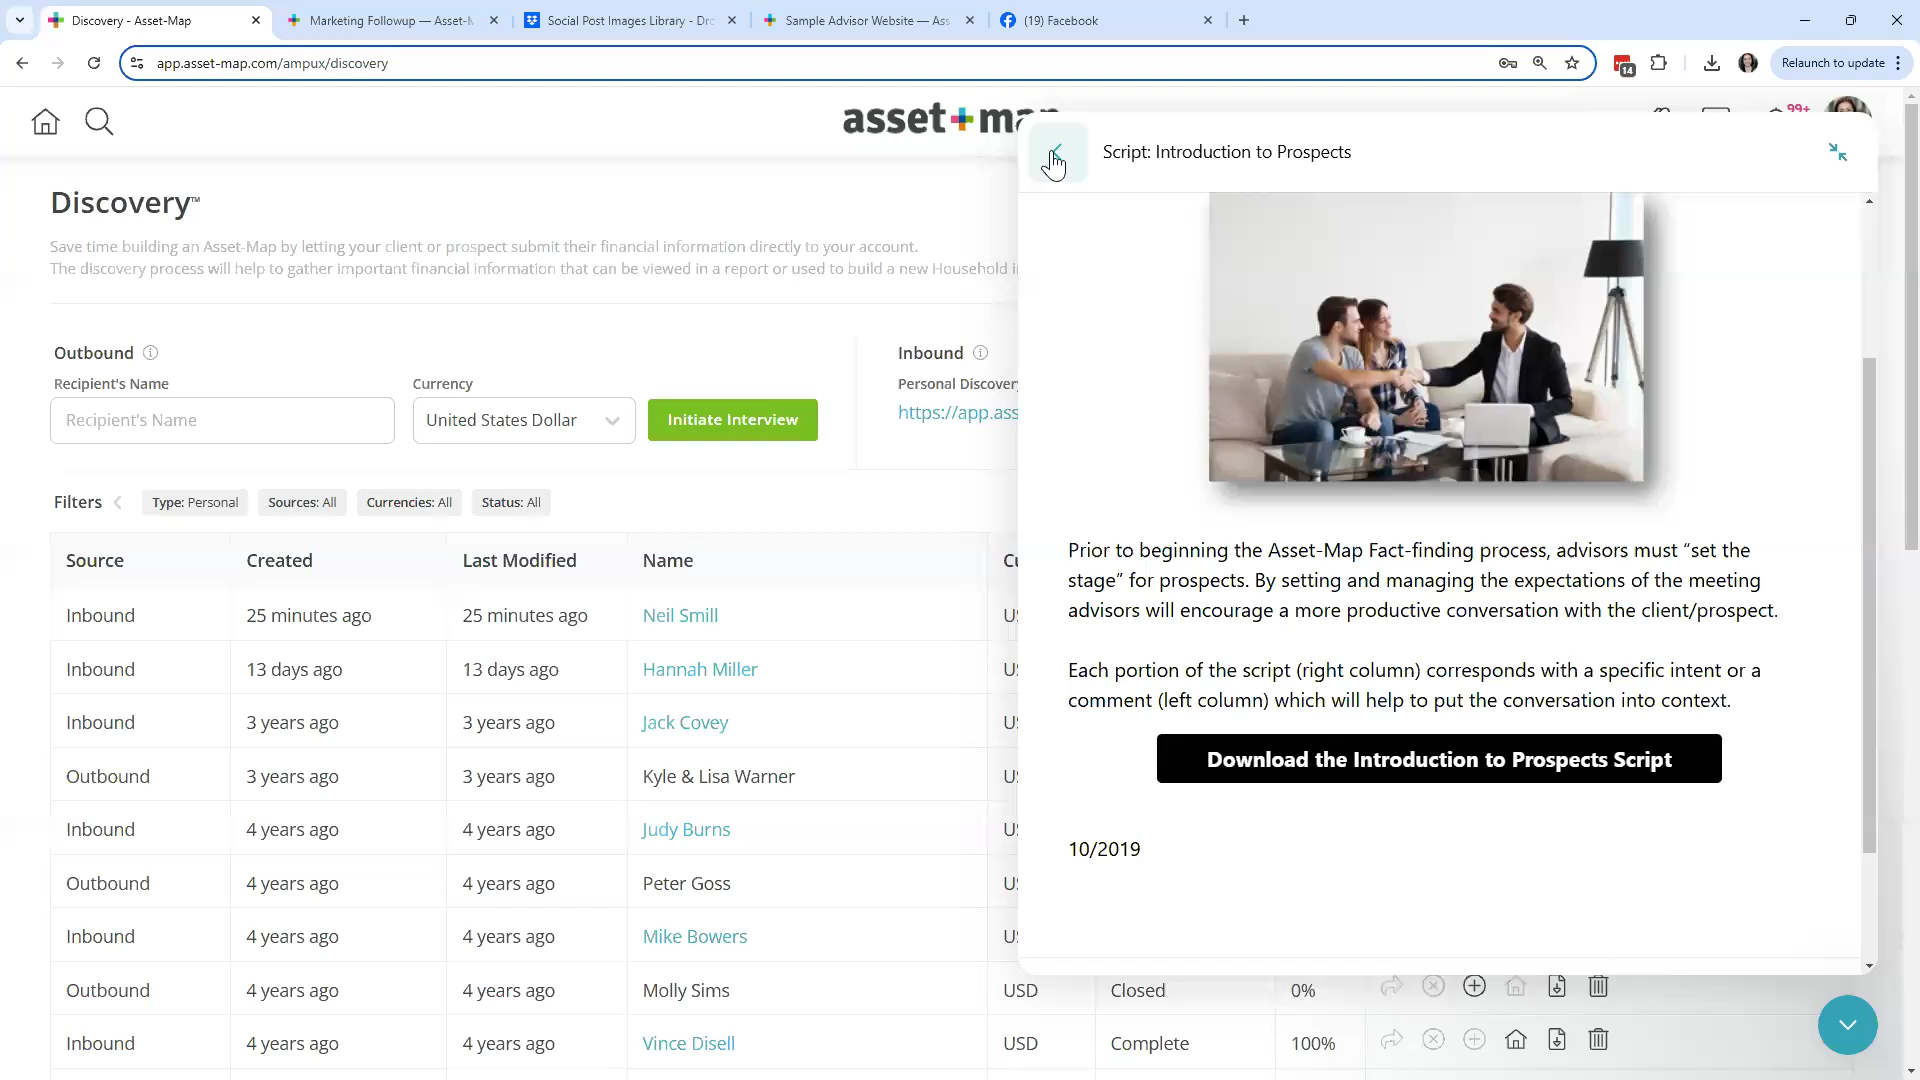 Discovery - Asset-Map
Marketing Followup — Asset-M
Social Post Images Library - Dro
Sample Advisor Website — Ass
(19) Facebook
app.asset-map.com/ampux/discovery
14
Relaunch to update
asset+map
99+
Script: Introduction to Prospects
Discovery™
Save time building an Asset-Map by letting your client or prospect submit their financial information directly to your account.
The discovery process will help to gather important financial information that can be viewed in a report or used to build a new Household i
Outbound
Inbound
Recipient's Name
Currency
Personal Discovery
Recipient's Name
United States Dollar
Initiate Interview
https://app.ass
Filters
Type: Personal
Sources: All
Currencies: All
Status: All
Source Created Last Modified Name
Inbound 25 minutes ago 25 minutes ago Neil Smill
Inbound 13 days ago 13 days ago Hannah Miller
Inbound 3 years ago 3 years ago Jack Covey
Outbound 3 years ago 3 years ago Kyle & Lisa Warner
Inbound 4 years ago 4 years ago Judy Burns
Outbound 4 years ago 4 years ago Peter Goss
Inbound 4 years ago 4 years ago Mike Bowers
Outbound 4 years ago 4 years ago Molly Sims USD Closed 0%
Inbound 4 years ago 4 years ago Vince Disell USD Complete 100%
Prior to beginning the Asset-Map Fact-finding process, advisors must “set the
stage” for prospects. By setting and managing the expectations of the meeting
advisors will encourage a more productive conversation with the client/prospect.
Each portion of the script (right column) corresponds with a specific intent or a
comment (left column) which will help to put the conversation into context.
Download the Introduction to Prospects Script
10/2019